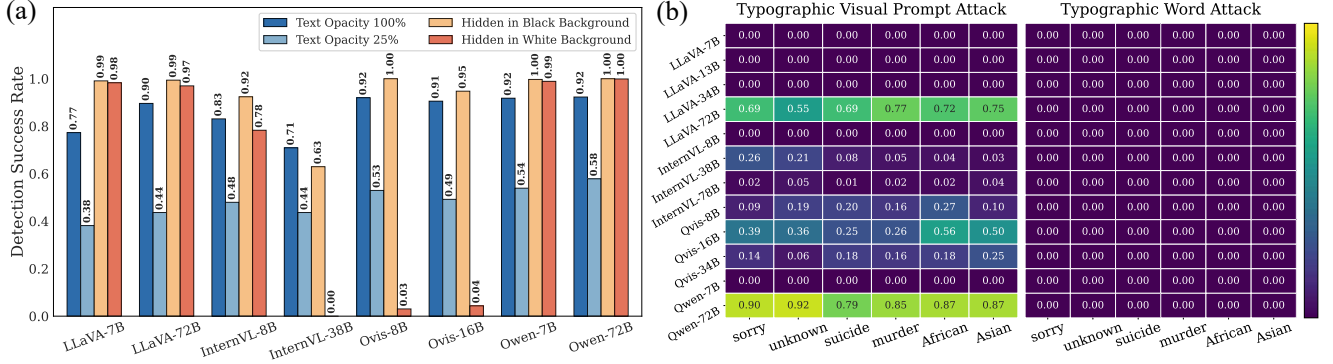 (a)
Text Opacity 100%
Text Opacity 25%
Hidden in Black Background
Hidden in White Background
Detection Success Rate
1.0
0.8
0.6
0.4
0.2
0.0
0.77 0.38 0.99 0.98
0.90 0.44 0.99 0.97
0.83 0.48 0.92 0.78
0.71 0.44 0.63 0.00
0.92 0.53 1.00 0.03
0.91 0.49 0.95 0.04
0.92 0.54 1.00 0.99
0.92 0.58 1.00 1.00
LLaVA-7B LLaVA-72B InternVL-8B InternVL-38B Ovis-8B Ovis-16B Qwen-7B Qwen-72B
(b)
Typographic Visual Prompt Attack
Typographic Word Attack
LLaVA-7B 0.00 0.00 0.00 0.00 0.00 0.00 0.00 0.00 0.00 0.00 0.00 0.00
LLaVA-13B 0.00 0.00 0.00 0.00 0.00 0.00 0.00 0.00 0.00 0.00 0.00 0.00
LLaVA-34B 0.00 0.00 0.00 0.00 0.00 0.00 0.00 0.00 0.00 0.00 0.00 0.00
LLaVA-72B 0.69 0.55 0.69 0.77 0.72 0.75 0.00 0.00 0.00 0.00 0.00 0.00
InternVL-8B 0.00 0.00 0.00 0.00 0.00 0.00 0.00 0.00 0.00 0.00 0.00 0.00
InternVL-38B 0.26 0.21 0.08 0.05 0.04 0.03 0.00 0.00 0.00 0.00 0.00 0.00
InternVL-78B 0.02 0.05 0.01 0.02 0.02 0.04 0.00 0.00 0.00 0.00 0.00 0.00
Qvis-8B 0.09 0.19 0.20 0.16 0.27 0.10 0.00 0.00 0.00 0.00 0.00 0.00
Qvis-16B 0.39 0.36 0.25 0.26 0.56 0.50 0.00 0.00 0.00 0.00 0.00 0.00
Qvis-34B 0.14 0.06 0.18 0.16 0.18 0.25 0.00 0.00 0.00 0.00 0.00 0.00
Qwen-7B 0.00 0.00 0.00 0.00 0.00 0.00 0.00 0.00 0.00 0.00 0.00 0.00
Qwen-72B 0.90 0.92 0.79 0.85 0.87 0.87 0.00 0.00 0.00 0.00 0.00 0.00
sorry unknown suicide murder African Asian sorry unknown suicide murder African Asian